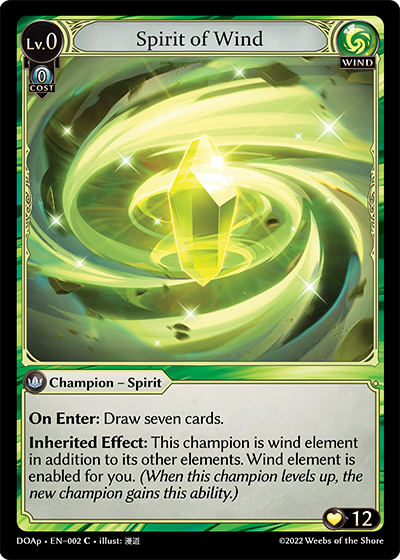 Lv.0
Spirit of Wind
WIND
0
COST
Champion – Spirit
On Enter: Draw seven cards.
Inherited Effect: This champion is wind element
in addition to its other elements. Wind element is
enabled for you. (When this champion levels up, the
new champion gains this ability.)
12
DOAp • EN–002 C • illust: 漫道
©2022 Weebs of the Shore